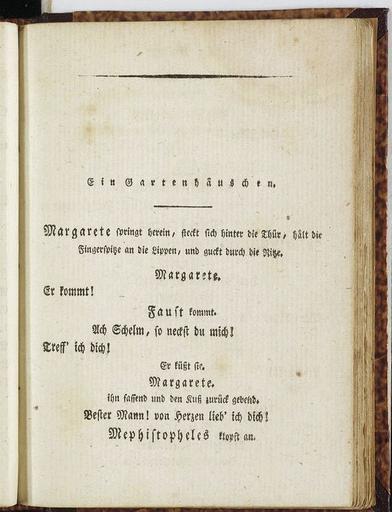 Ein Gartenhäuschen.
Margarete springt herein, steckt sich hinter die Thür, hält die
Fingerspitze an die Lippen, und guckt durch die Ritze.
Margarete.
Er kommt!
Faust kommt.
Ach Schelm, so neckst du mich!
Treff' ich dich!
Er küßt sie.
Margarete.
ihn fassend und den Kuß zurück gebend.
Bester Mann! von Herzen lieb' ich dich!
Mephistopheles klopft an.